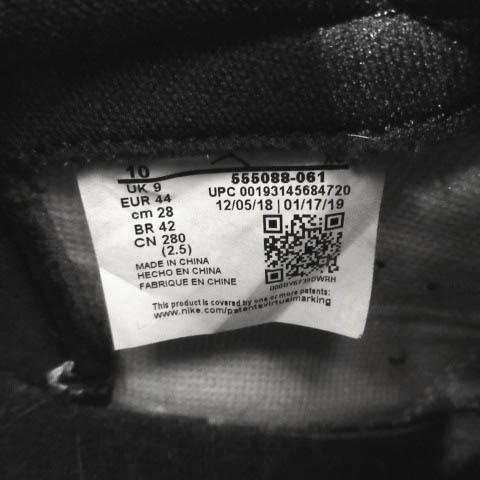 10
UK 9
EUR 44
cm 28
BR 42
CN 280
(2.5)
MADE IN CHINA
HECHO EN CHINA
FABRIQUE EN CHINE
555088-061
UPC 00193145684720
12/05/18 | 01/17/19
This product is covered by one or more patents:
www.nike.com/patentsvirtualmarking